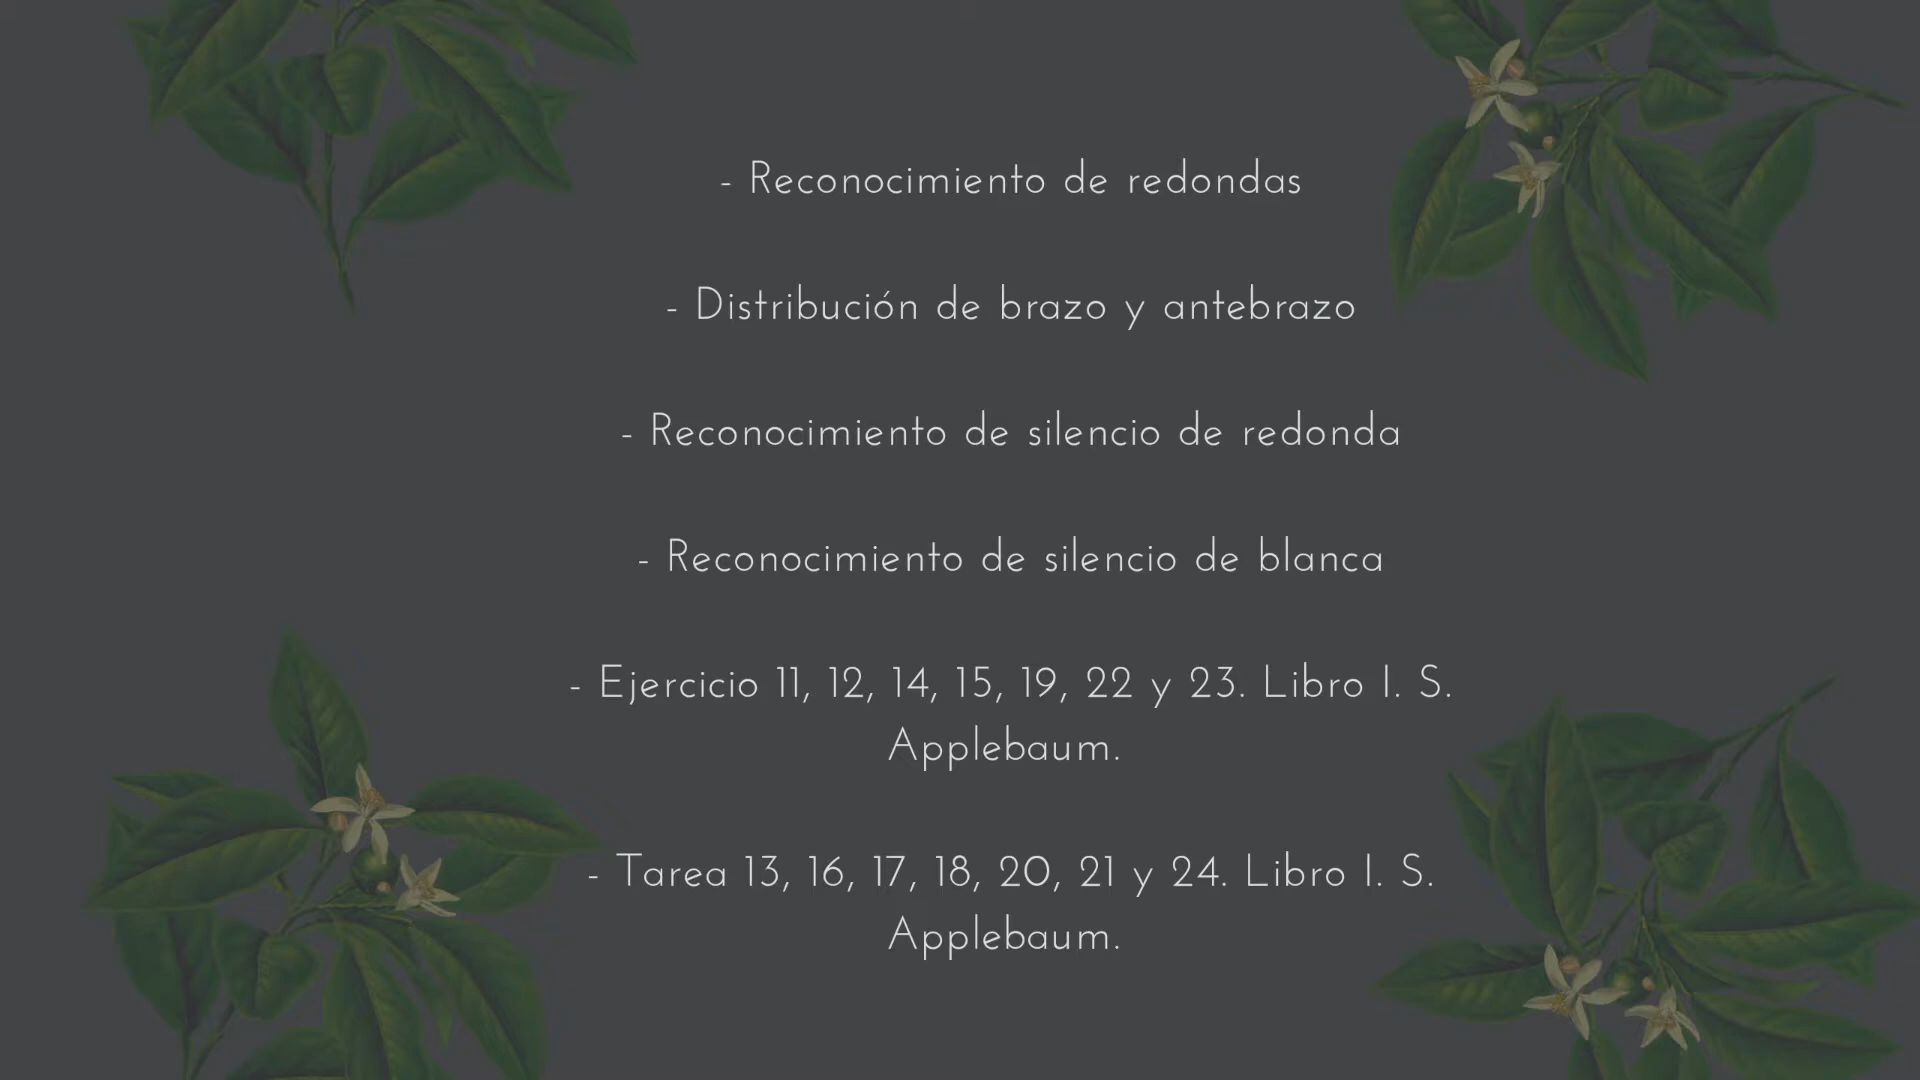 - Reconocimiento de redondas
- Distribución de brazo y antebrazo
- Reconocimiento de silencio de redonda
- Reconocimiento de silencio de blanca
- Ejercicio 11, 12, 14, 15, 19, 22 y 23. Libro I. S.
Applebaum.
- Tarea 13, 16, 17, 18, 20, 21 y 24. Libro I. S.
Applebaum.